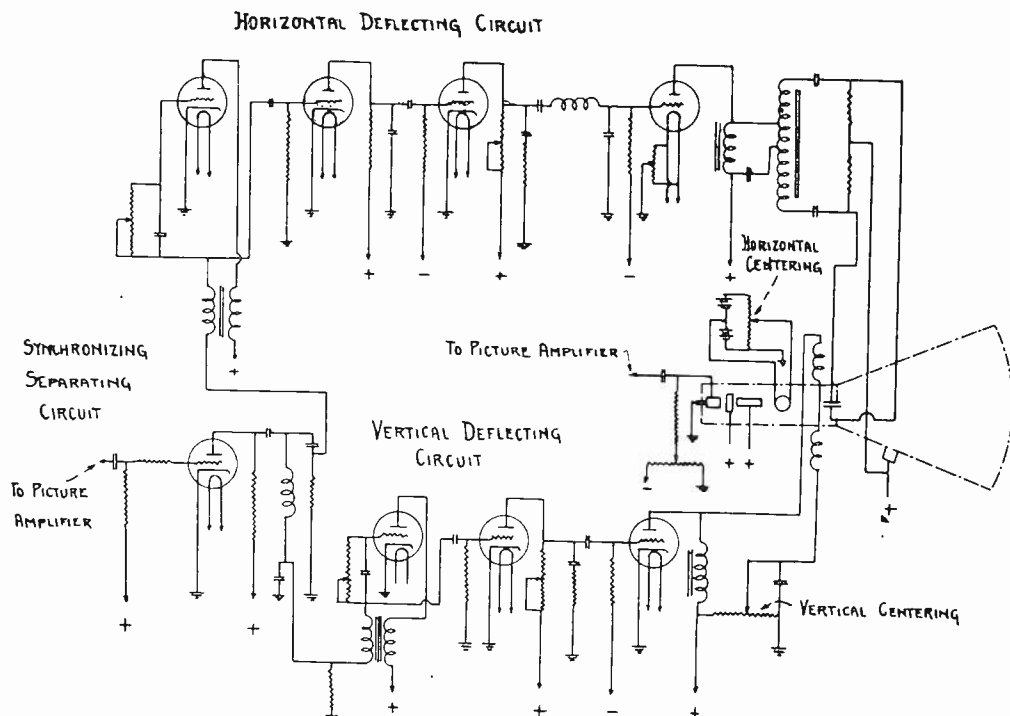 HORIZONTAL DEFLECTING CIRCUIT
+
-
+
-
+
HORIZONTAL
CENTERING
+
SYNCHRONIZING
SEPARATING
CIRCUIT
TO PICTURE AMPLIFIER
VERTICAL DEFLECTING
CIRCUIT
-
+
+
TO PICTURE
AMPLIFIER
+
+
+
VERTICAL CENTERING
+
+
-
+